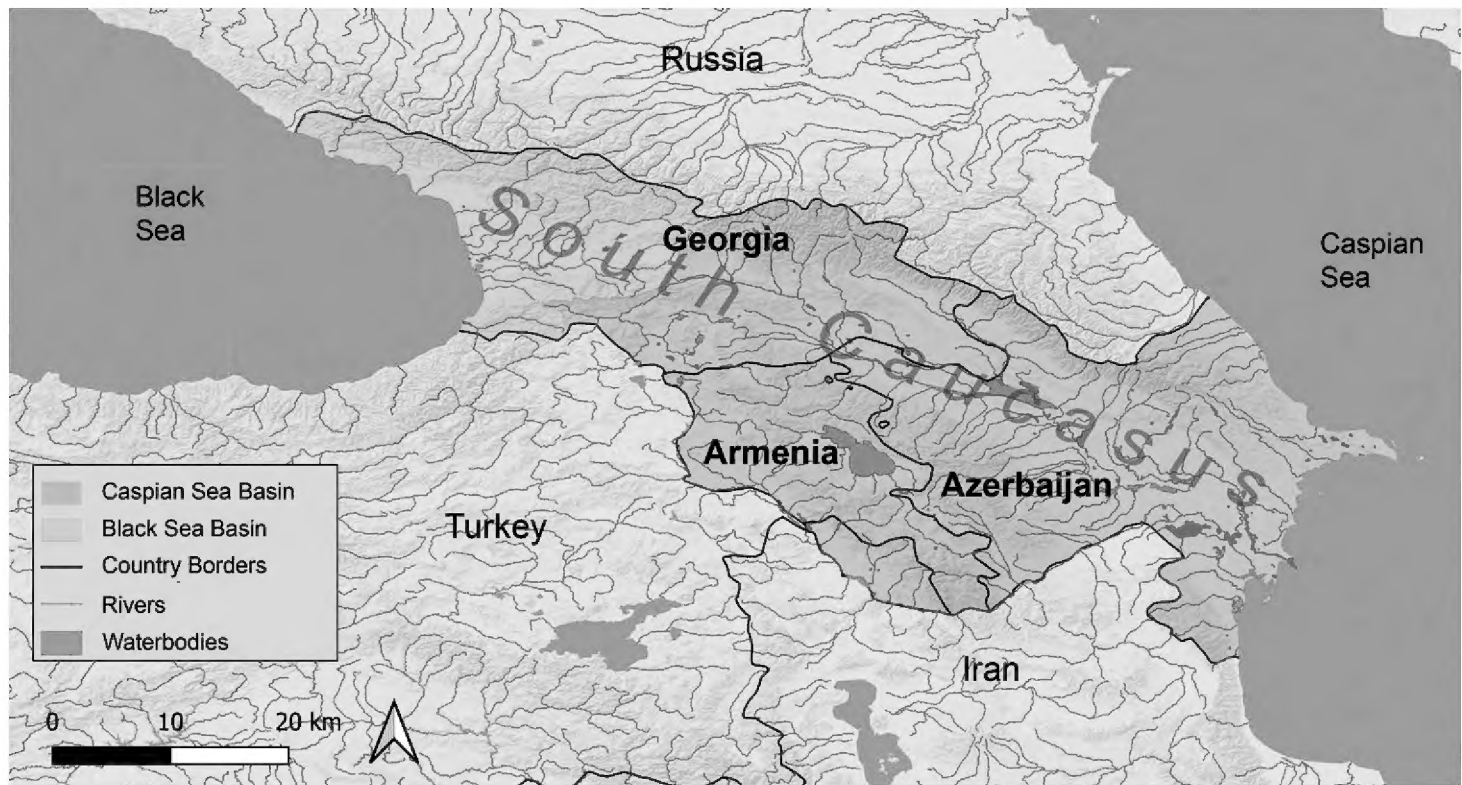 Russia
Black
Sea
Georgia
Caspian
Sea
South Caucasus
Armenia
Azerbaijan
Turkey
Iran
Caspian Sea Basin
Black Sea Basin
Country Borders
Rivers
Waterbodies
0 10 20 km